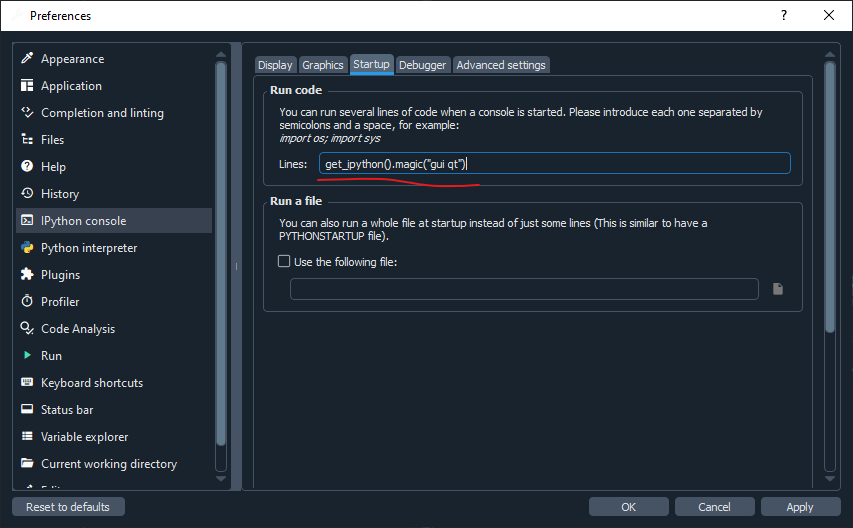 Preferences
?
Appearance
Application
Completion and linting
Files
Help
History
IPython console
Python interpreter
Plugins
Profiler
Code Analysis
Run
Keyboard shortcuts
Status bar
Variable explorer
Current working directory
Display Graphics Startup Debugger Advanced settings
Run code
You can run several lines of code when a console is started. Please introduce each one separated by
semicolons and a space, for example:
import os; import sys
Lines: get_ipython().magic("gui qt")
Run a file
You can also run a whole file at startup instead of just some lines (This is similar to have a
PYTHONSTARTUP file).
Use the following file:
Reset to defaults
OK Cancel Apply